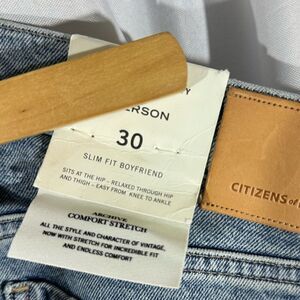 ERSON
30
SLIM FIT BOYFRIEND
SITS AT THE HIP – RELAXED THROUGH HIP
AND THIGH – EASY FROM KNEE TO ANKLE
CITIZENS of
ARCHIVE
COMFORT STRETCH
ALL THE STYLE AND CHARACTER OF VINTAGE,
NOW WITH STRETCH FOR INCREDIBLE FIT
AND ENDLESS COMFORT